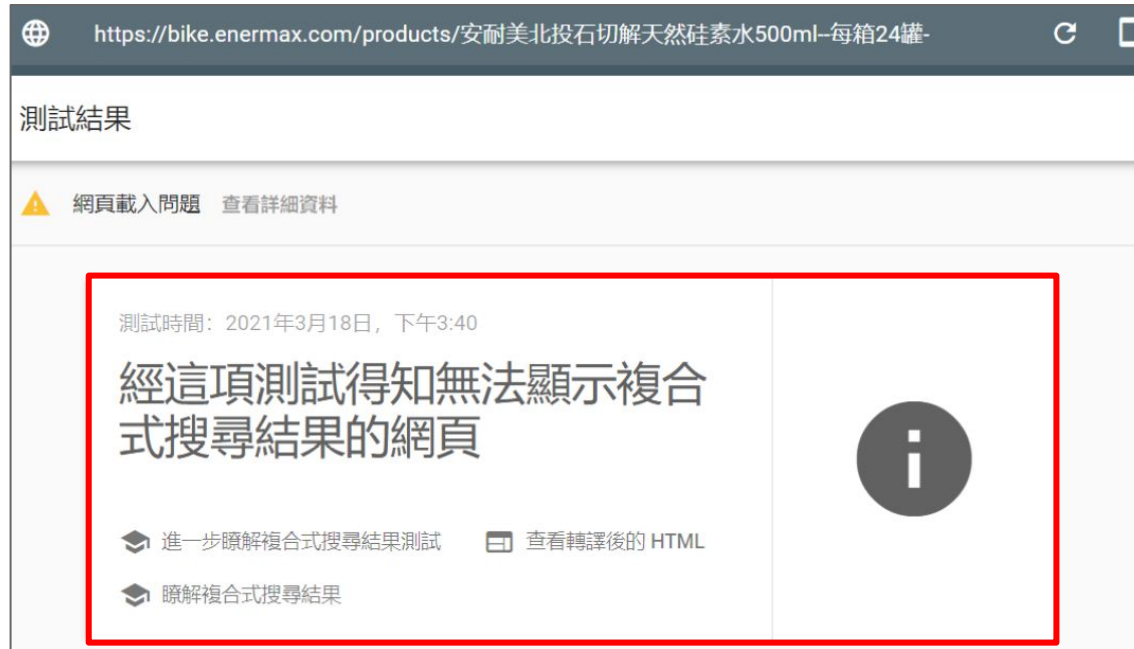 https://bike.enermax.com/products/安耐美北投石切解天然硅素水500ml--每箱24罐-
測試結果
網頁載入問題 查看詳細資料
測試時間：2021年3月18日，下午3:40
經這項測試得知無法顯示複合
式搜尋結果的網頁
進一步瞭解複合式搜尋結果測試 查看轉譯後的 HTML
瞭解複合式搜尋結果